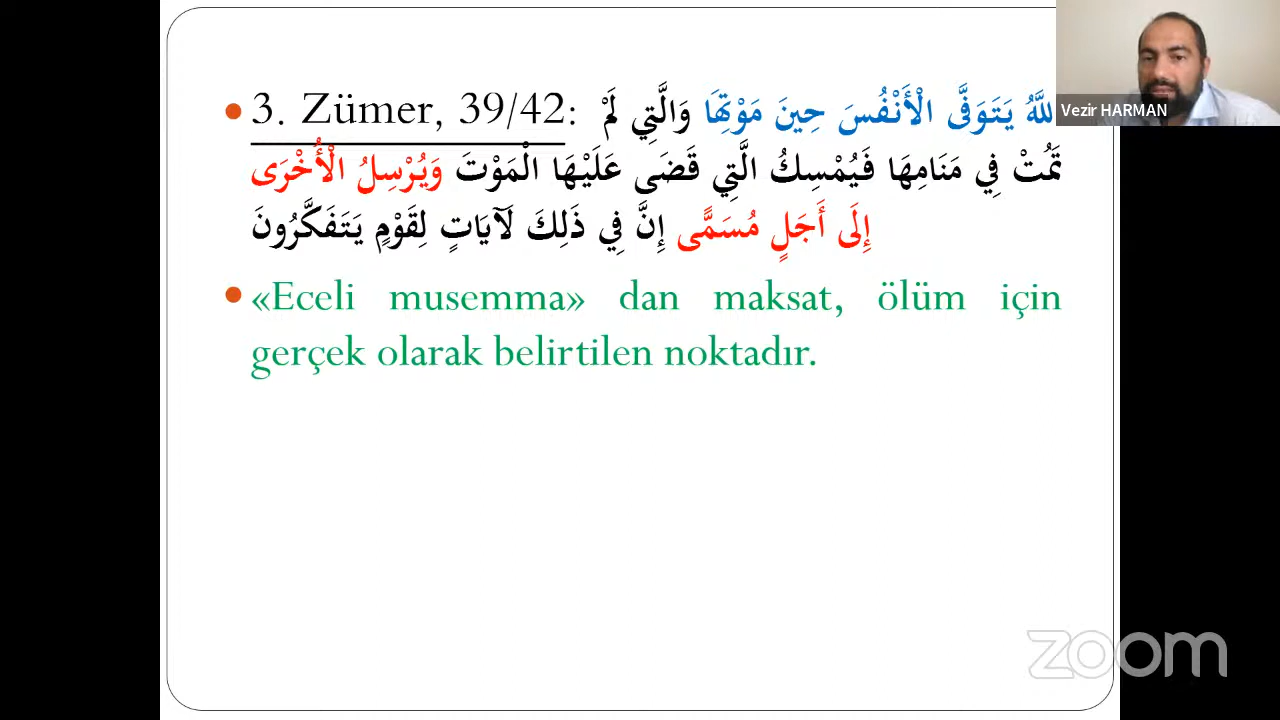 • 3. Zümer, 39/42: اللَّهُ يَتَوَفَّى الْأَنْفُسَ حِينَ مَوْتِهَا وَالَّتِي لَمْ
تَمُتْ فِي مَنَامِهَا فَيُمْسِكُ الَّتِي قَضَى عَلَيْهَا الْمَوْتَ وَيُرْسِلُ الْأُخْرَى
إِلَى أَجَلٍ مُسَمًّى إِنَّ فِي ذَلِكَ لَآيَاتٍ لِقَوْمٍ يَتَفَكَّرُونَ
• «Eceli musemma» dan maksat, ölüm için
gerçek olarak belirtilen noktadır.
Vezir HARMAN
zoom